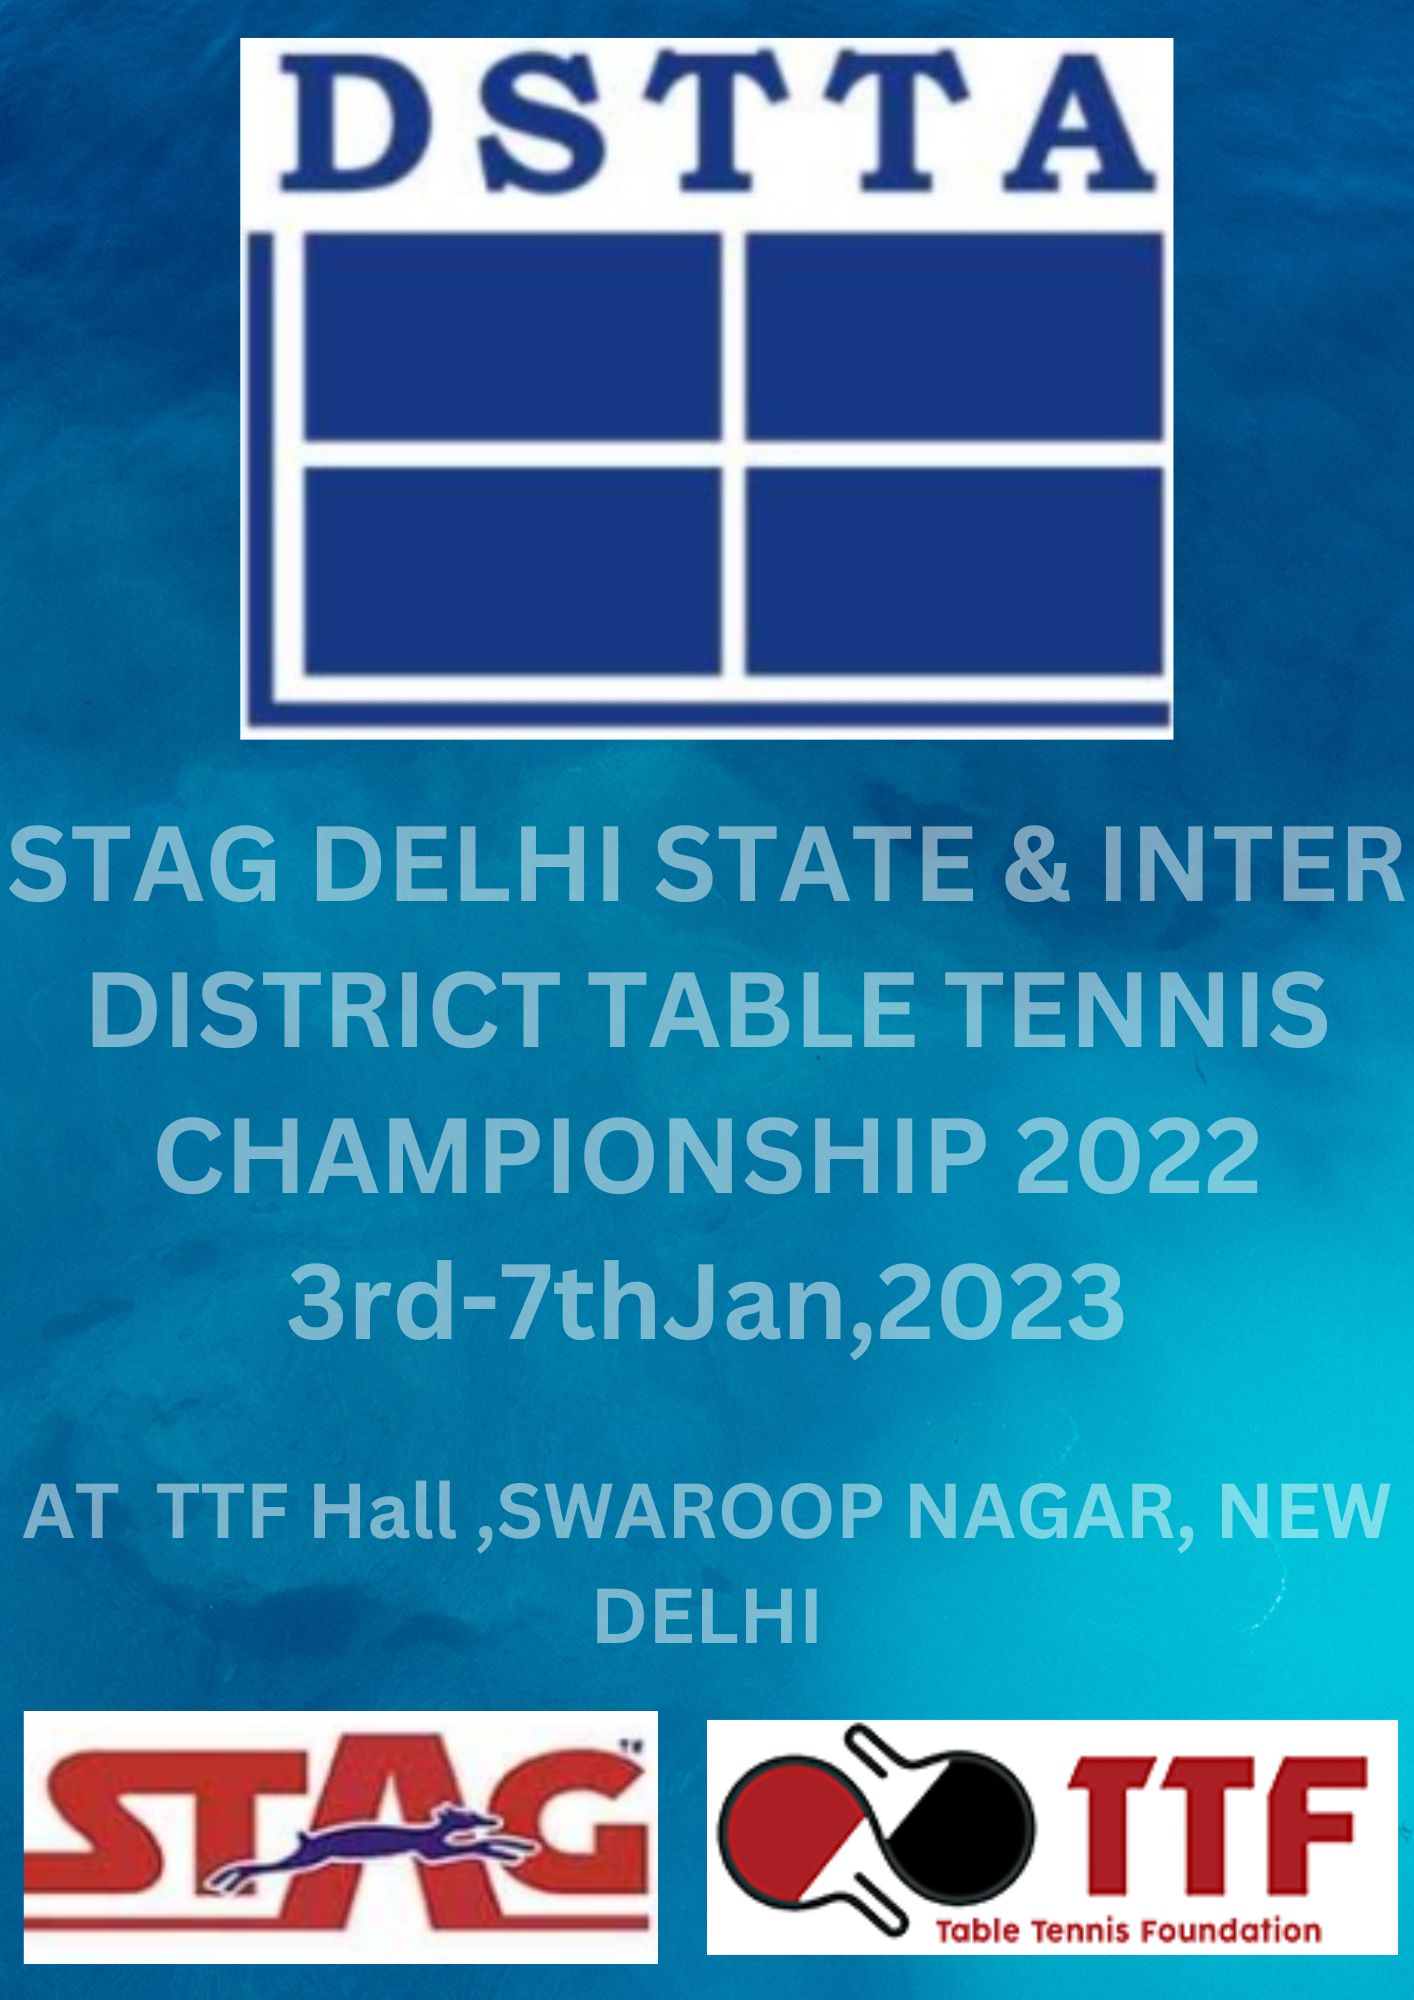 DSTTA
STAG DELHI STATE & INTER
DISTRICT TABLE TENNIS
CHAMPIONSHIP 2022
3rd-7thJan,2023
AT TTF Hall ,SWAROOP NAGAR, NEW
DELHI
STAG TM
TTF
Table Tennis Foundation